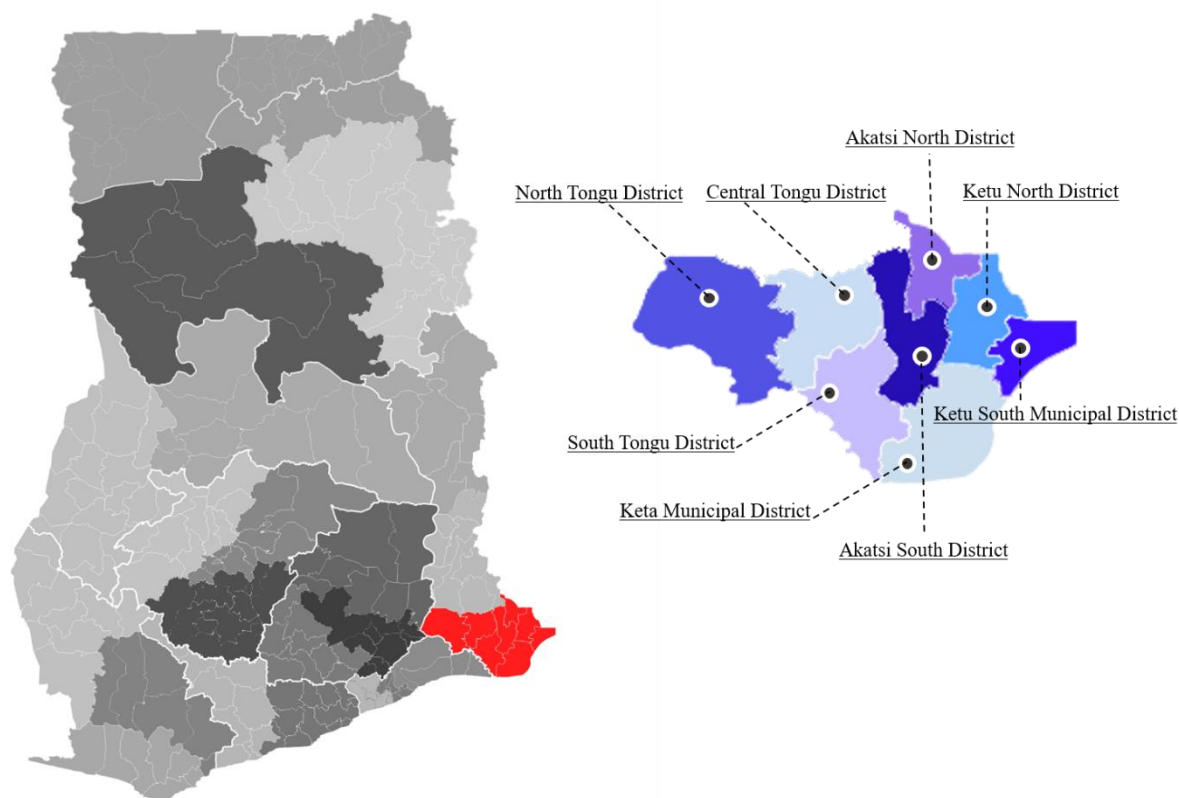 Akatsi North District
North Tongu District
Central Tongu District
Ketu North District
South Tongu District
Ketu South Municipal District
Keta Municipal District
Akatsi South District